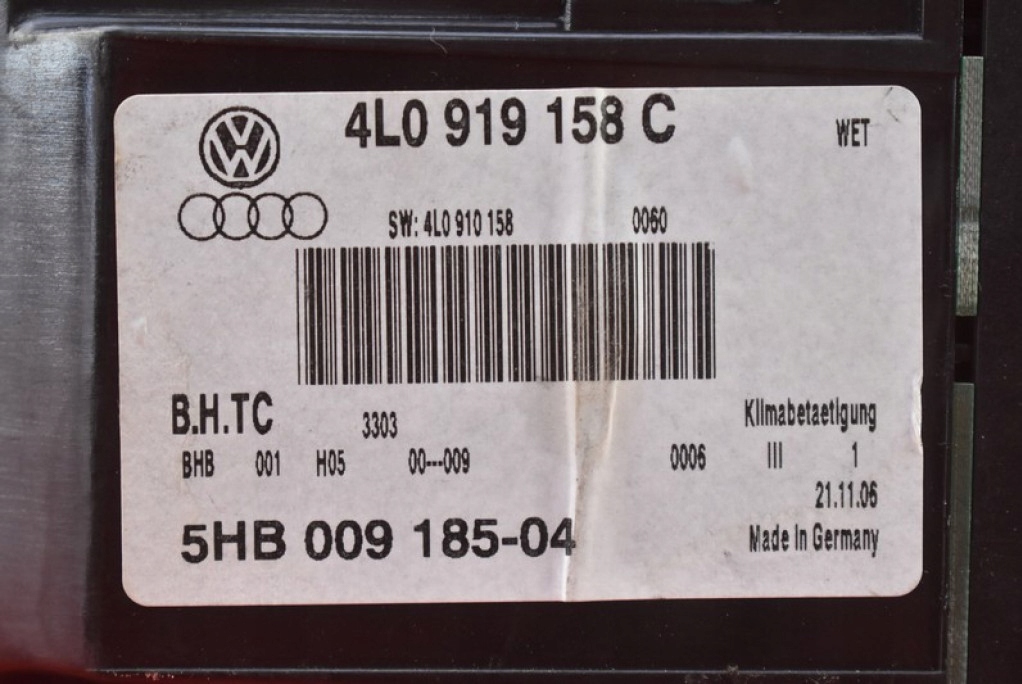 4L0 919 158 C WET
SW: 4L0 910 158 0060
B.H.TC 3303 Klimabetaetigung
BHB 001 H05 00---009 0006 III 1
21.11.06
5HB 009 185-04 Made In Germany